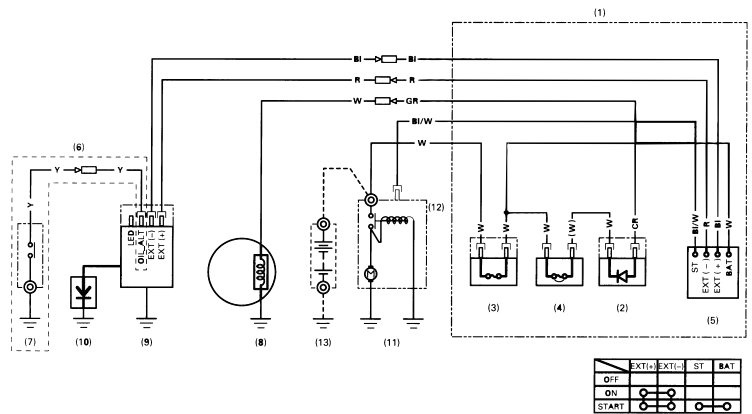 (1)
Bl Bl
R R
W GR
Bl/W
W
(6)
Y Y
Y
(12)
LED
OIL ALT
EXT (−)
EXT (+)
W
W
W
(W)
W
GR
Bl/W
R
Bl
W
ST
EXT (−)
EXT (+)
BAT
M
(3)
(4)
(2)
(5)
(7)
(10)
(9)
(8)
(13)
(11)
EXT(+) EXT(−) ST BAT
OFF
ON
START